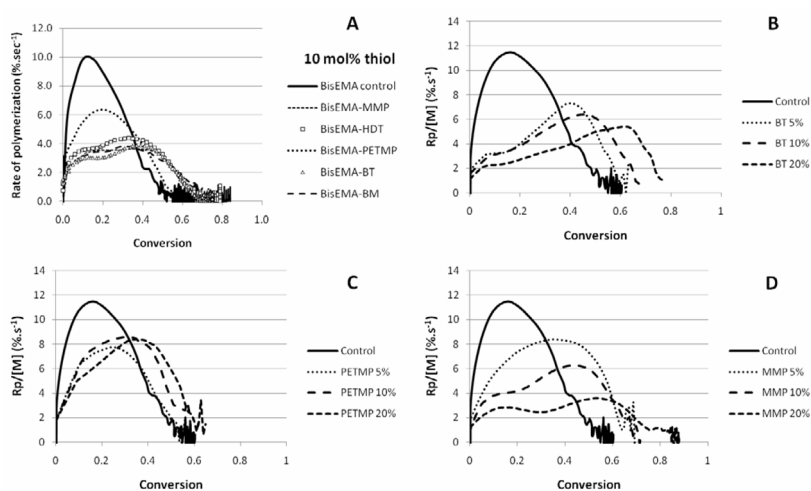 A
10 mol% thiol
Rate of polymerization (%.sec⁻¹)
12.0
10.0
8.0
6.0
4.0
2.0
0.0
0.0
0.2
0.4
0.6
0.8
1.0
Conversion
BisEMA control
BisEMA-MMP
BisEMA-HDT
BisEMA-PETMP
BisEMA-BT
BisEMA-BM
B
Rp/[M] (%.s⁻¹)
14
12
10
8
6
4
2
0
0
0.2
0.4
0.6
0.8
1
Conversion
Control
BT 5%
BT 10%
BT 20%
C
Rp/[M] (%.s⁻¹)
14
12
10
8
6
4
2
0
0
0.2
0.4
0.6
0.8
1
Conversion
Control
PETMP 5%
PETMP 10%
PETMP 20%
D
Rp/[M] (%.s⁻¹)
14
12
10
8
6
4
2
0
0
0.2
0.4
0.6
0.8
1
Conversion
Control
MMP 5%
MMP 10%
MMP 20%